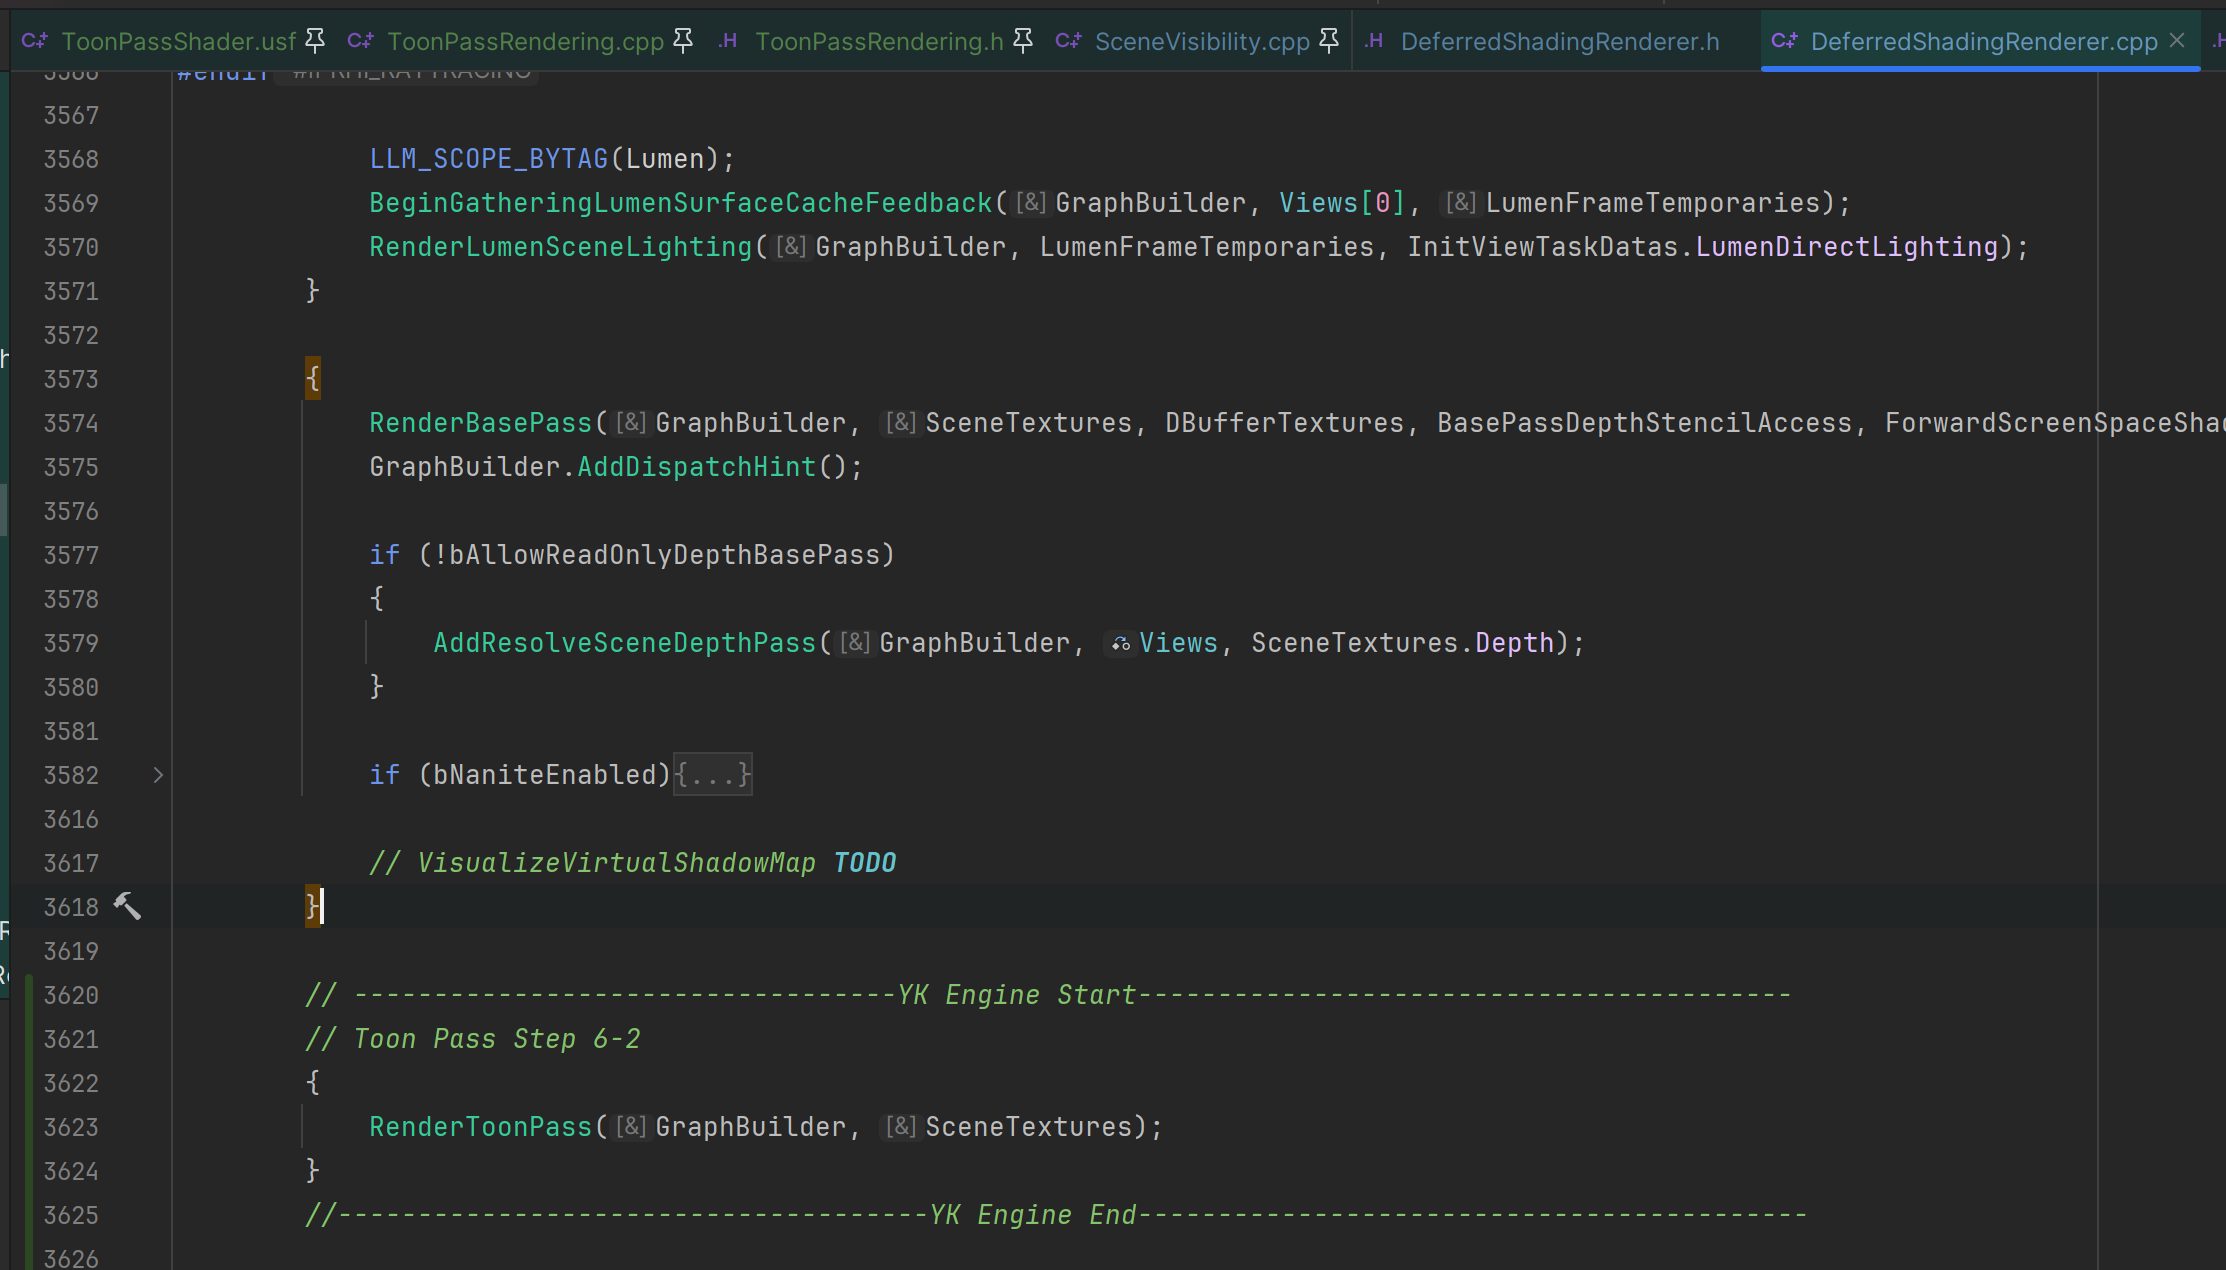 C++ ToonPassShader.usf C++ ToonPassRendering.cpp .H ToonPassRendering.h C++ SceneVisibility.cpp .H DeferredShadingRenderer.h C++ DeferredShadingRenderer.cpp ×
3566 #endif #if RHI_RAYTRACING
3567
3568 LLM_SCOPE_BYTAG(Lumen);
3569 BeginGatheringLumenSurfaceCacheFeedback([&]GraphBuilder, Views[0], [&]LumenFrameTemporaries);
3570 RenderLumenSceneLighting([&]GraphBuilder, LumenFrameTemporaries, InitViewTaskDatas.LumenDirectLighting);
3571 }
3572
3573 {
3574 RenderBasePass([&]GraphBuilder, [&]SceneTextures, DBufferTextures, BasePassDepthStencilAccess, ForwardScreenSpaceShad
3575 GraphBuilder.AddDispatchHint();
3576
3577 if (!bAllowReadOnlyDepthBasePass)
3578 {
3579 AddResolveSceneDepthPass([&]GraphBuilder, Views, SceneTextures.Depth);
3580 }
3581
3582 if (bNaniteEnabled){...}
3616
3617 // VisualizeVirtualShadowMap TODO
3618 }
3619
3620 // ----------------------------------YK Engine Start-----------------------------------------
3621 // Toon Pass Step 6-2
3622 {
3623 RenderToonPass([&]GraphBuilder, [&]SceneTextures);
3624 }
3625 //-------------------------------------YK Engine End------------------------------------------
3626